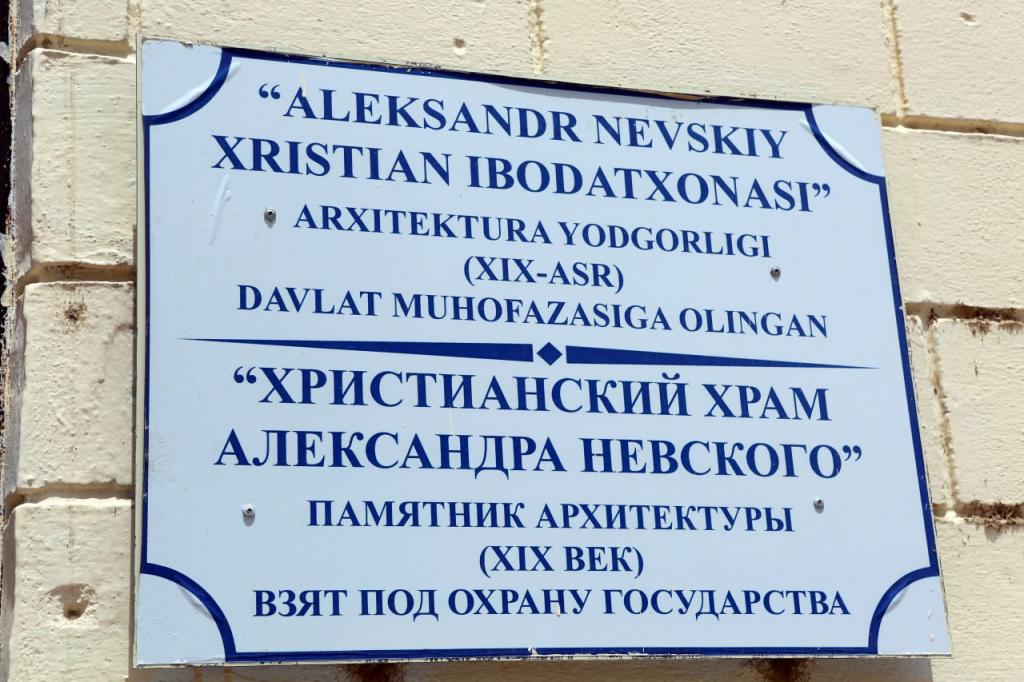 “ALEKSANDR NEVSKIY
XRISTIAN IBODATXONASI”
ARXITEKTURA YODGORLIGI
(XIX-ASR)
DAVLAT MUHOFAZASIGA OLINGAN
“ХРИСТИАНСКИЙ ХРАМ
АЛЕКСАНДРА НЕВСКОГО”
ПАМЯТНИК АРХИТЕКТУРЫ
(XIX ВЕК)
ВЗЯТ ПОД ОХРАНУ ГОСУДАРСТВА